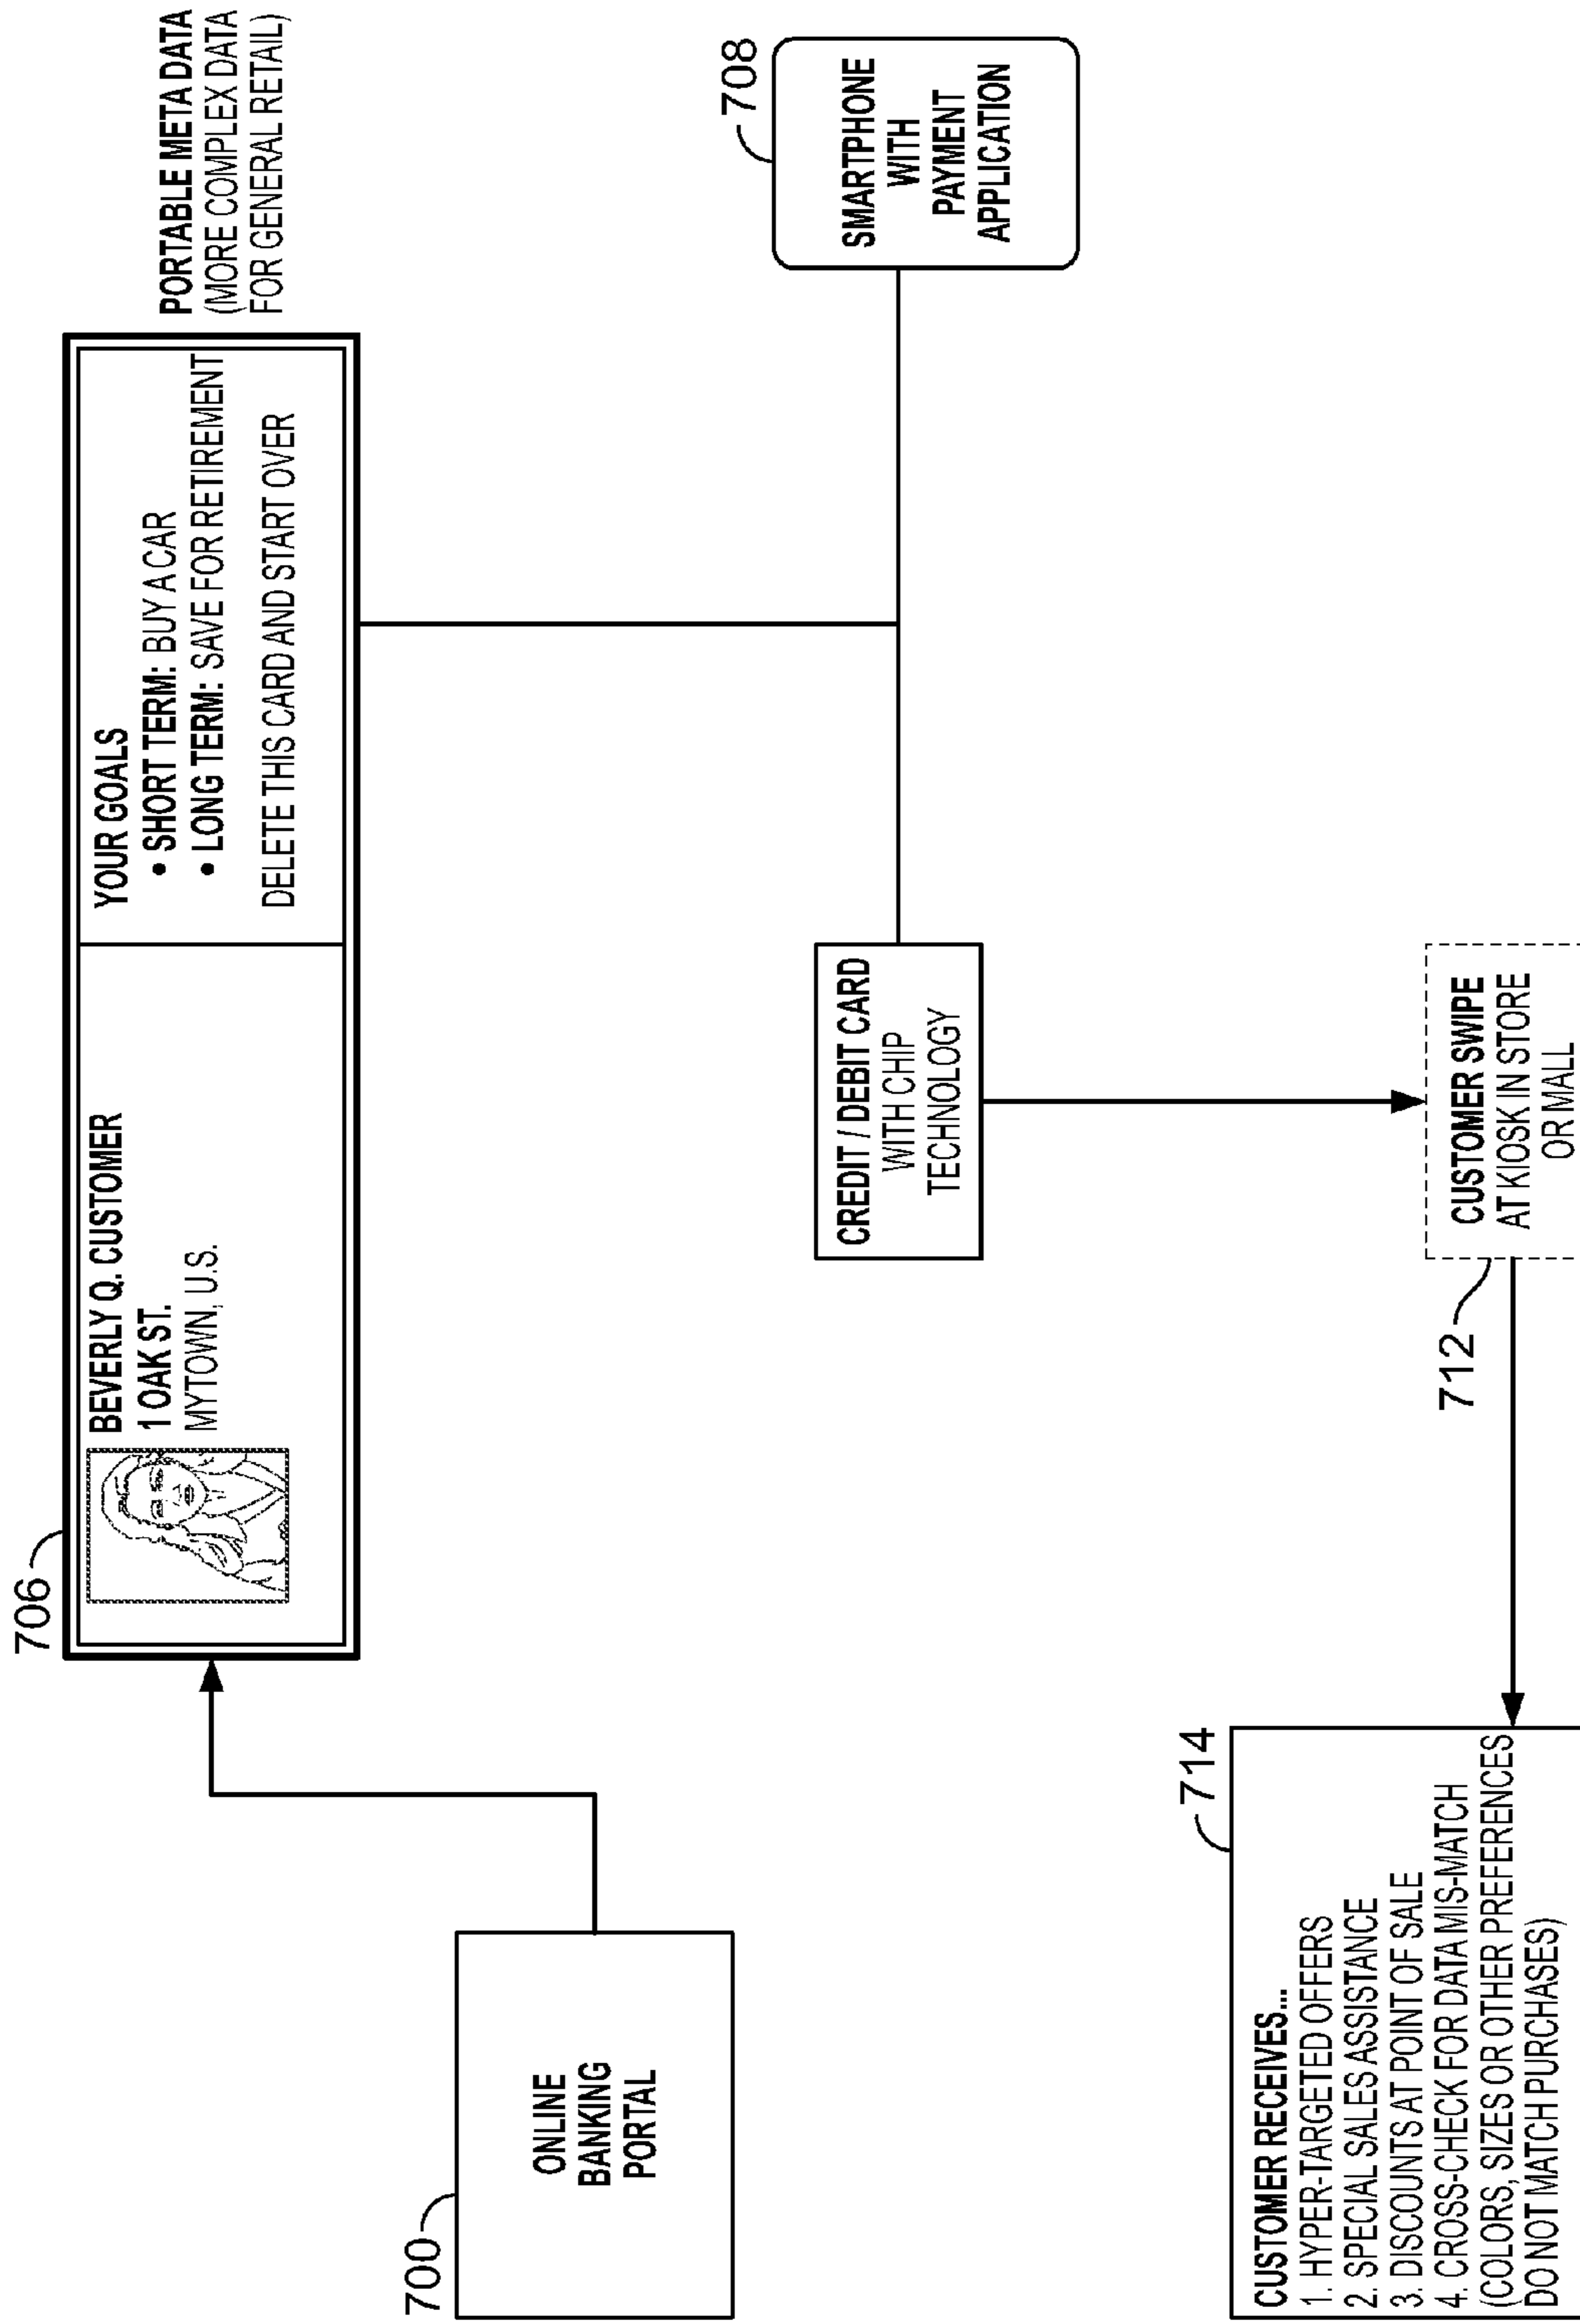 706
BEVERLY Q. CUSTOMER
1 OAK ST.
MYTOWN, U.S.
YOUR GOALS
• SHORT TERM: BUY A CAR
• LONG TERM: SAVE FOR RETIREMENT
DELETE THIS CARD AND START OVER
PORTABLE META DATA
(MORE COMPLEX DATA
FOR GENERAL RETAIL)
700
ONLINE
BANKING
PORTAL
CREDIT / DEBIT CARD
WITH CHIP
TECHNOLOGY
708
SMARTPHONE
WITH
PAYMENT
APPLICATION
714
CUSTOMER RECEIVES...
1. HYPER-TARGETED OFFERS
2. SPECIAL SALES ASSISTANCE
3. DISCOUNTS AT POINT OF SALE
4. CROSS-CHECK FOR DATA MIS-MATCH
(COLORS, SIZES OR OTHER PREFERENCES
DO NOT MATCH PURCHASES)
712
CUSTOMER SWIPE
AT KIOSK IN STORE
OR MALL